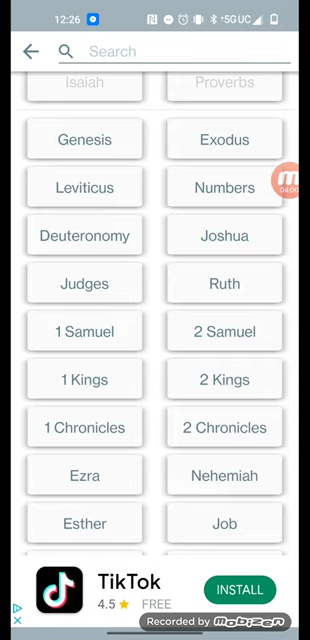 12:26 5G UC
Search
Isaiah Proverbs
Genesis Exodus
Leviticus Numbers
04:00
Deuteronomy Joshua
Judges Ruth
1 Samuel 2 Samuel
1 Kings 2 Kings
1 Chronicles 2 Chronicles
Ezra Nehemiah
Esther Job
TikTok
4.5 FREE
INSTALL
Recorded by Mobizen